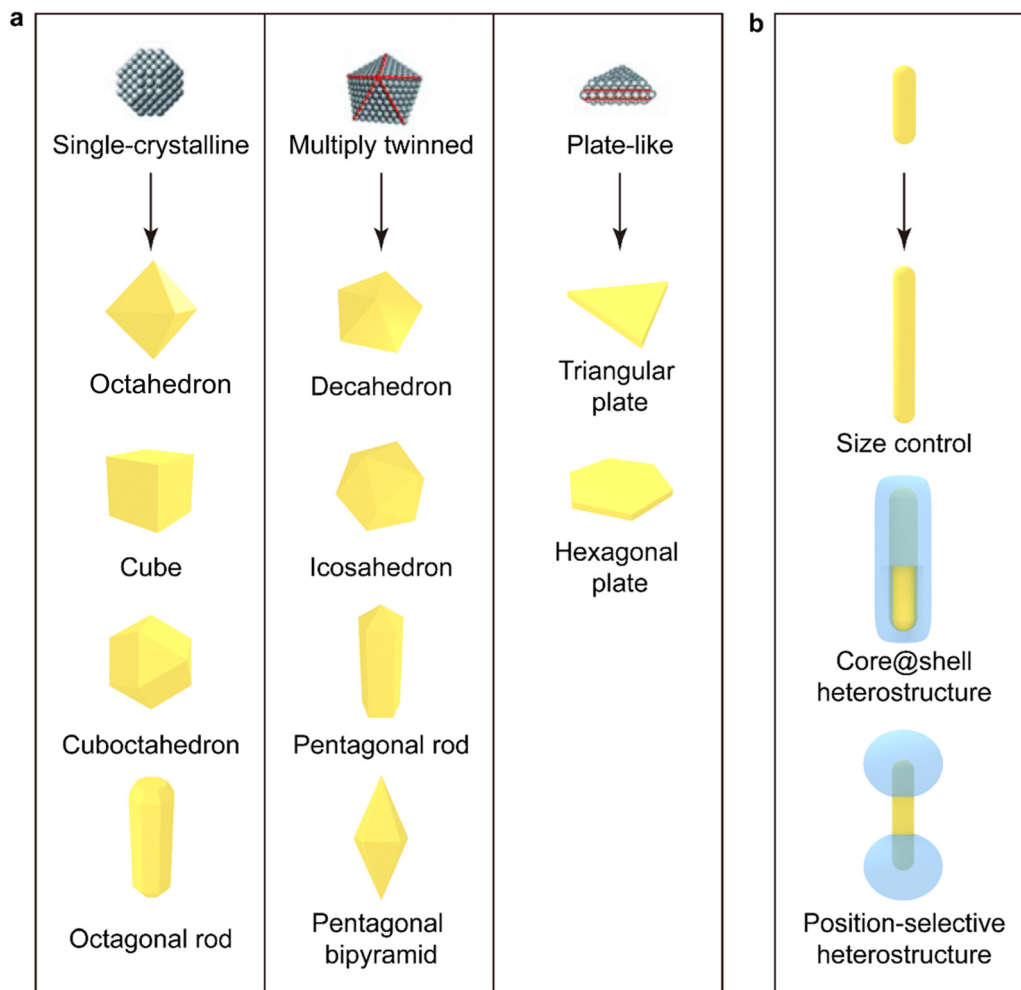 a
Single-crystalline
Octahedron
Cube
Cuboctahedron
Octagonal rod
Multiply twinned
Decahedron
Icosahedron
Pentagonal rod
Pentagonal
bipyramid
Plate-like
Triangular
plate
Hexagonal
plate
b
Size control
Core@shell
heterostructure
Position-selective
heterostructure